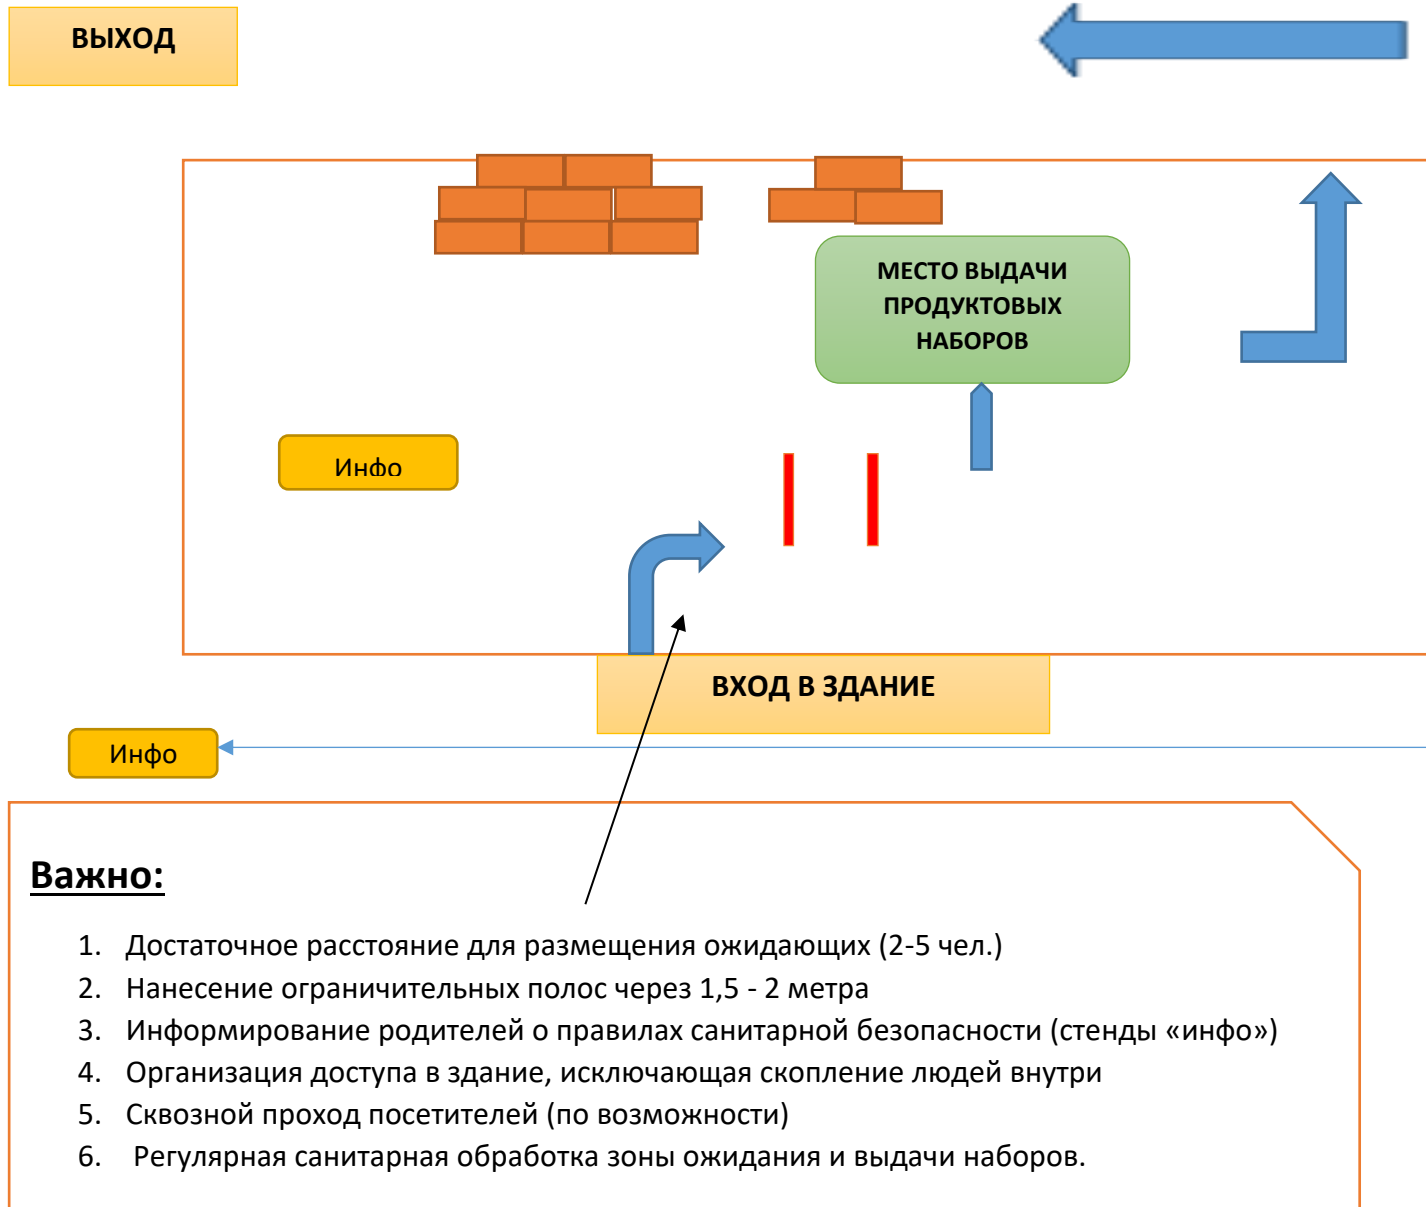 ВЫХОД
МЕСТО ВЫДАЧИ
ПРОДУКТОВЫХ
НАБОРОВ
Инфо
ВХОД В ЗДАНИЕ
Инфо
Важно:
1. Достаточное расстояние для размещения ожидающих (2-5 чел.)
2. Нанесение ограничительных полос через 1,5 - 2 метра
3. Информирование родителей о правилах санитарной безопасности (стенды «инфо»)
4. Организация доступа в здание, исключающая скопление людей внутри
5. Сквозной проход посетителей (по возможности)
6. Регулярная санитарная обработка зоны ожидания и выдачи наборов.